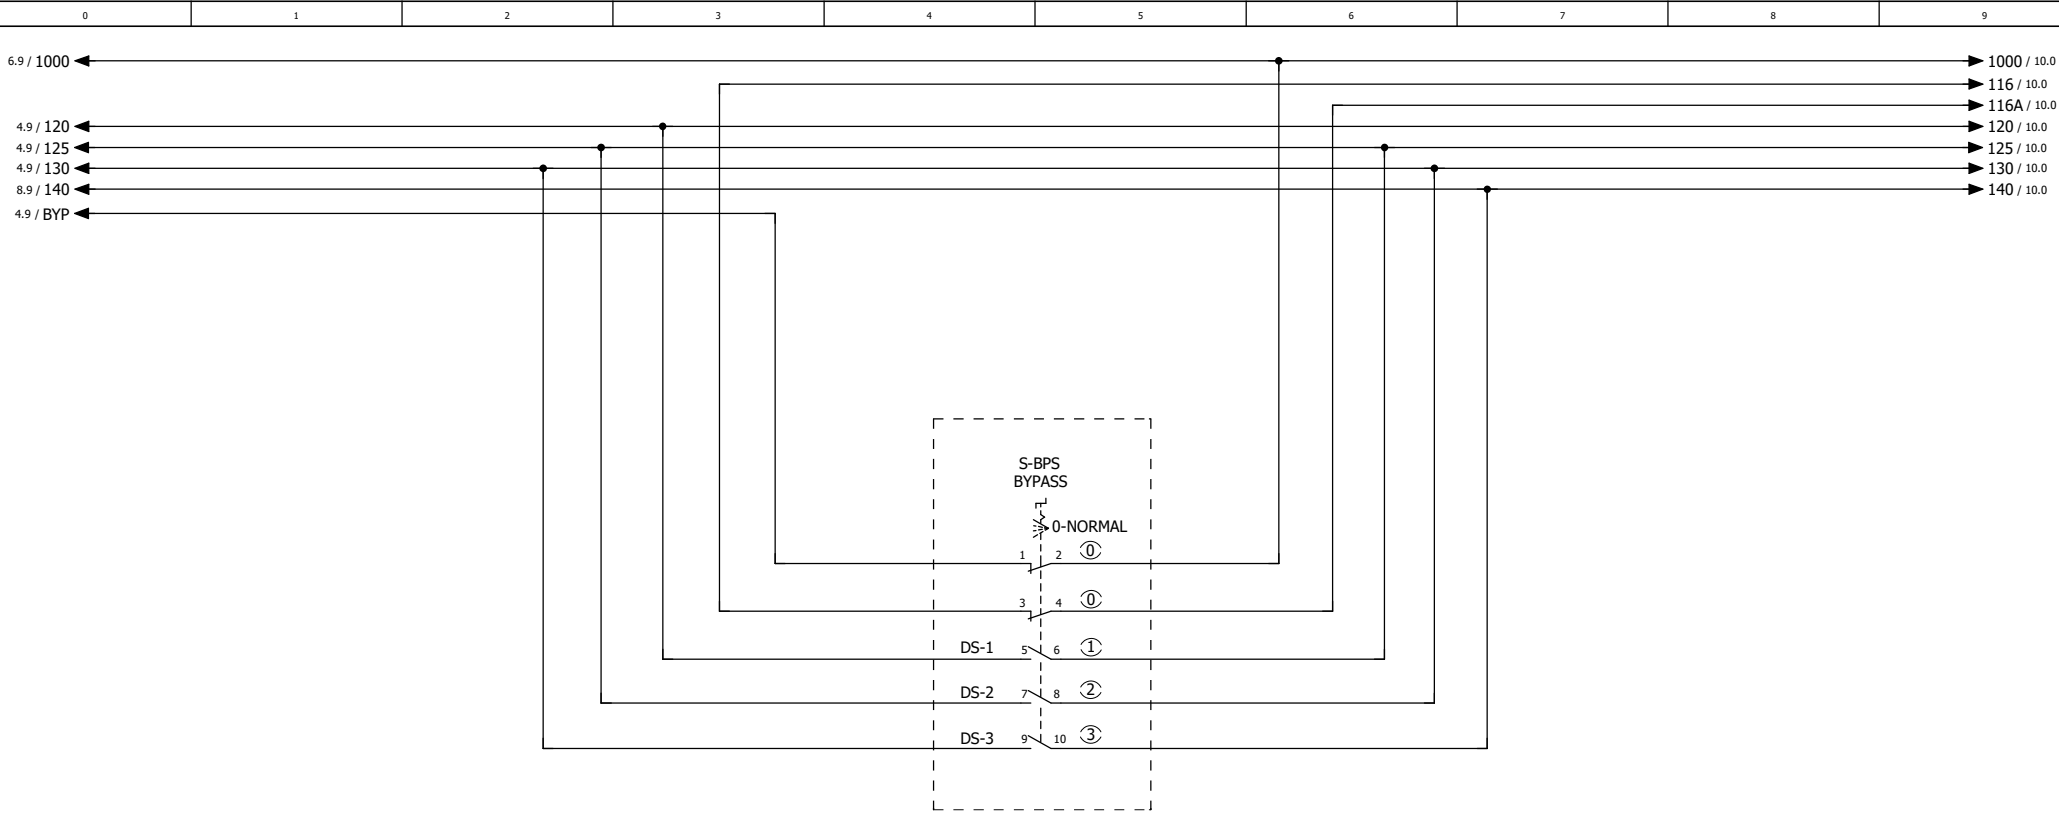 0 1 2 3 4 5 6 7 8 9
6.9 / 1000 1000 / 10.0
116 / 10.0
116A / 10.0
4.9 / 120 120 / 10.0
4.9 / 125 125 / 10.0
4.9 / 130 130 / 10.0
8.9 / 140 140 / 10.0
4.9 / BYP
S-BPS
BYPASS
0-NORMAL
1 2 0
3 4 0
DS-1 5 6 1
DS-2 7 8 2
DS-3 9 10 3